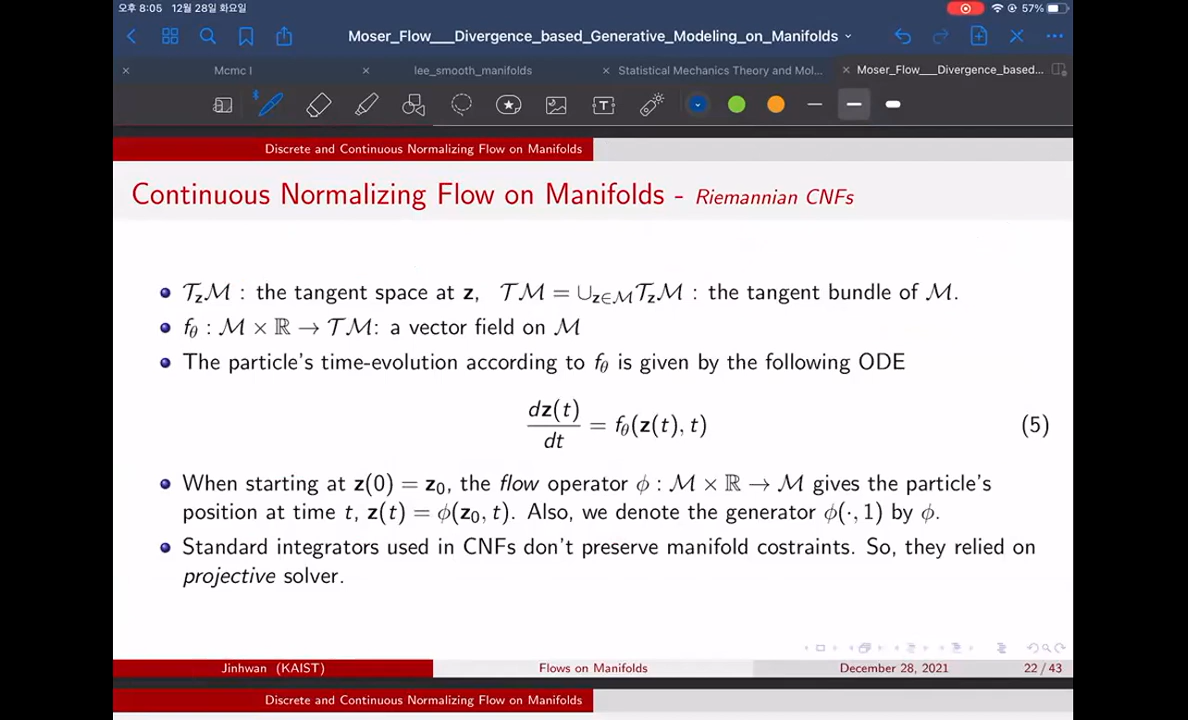 오후 8:05 12월 28일 화요일
57%
Moser_Flow___Divergence_based_Generative_Modeling_on_Manifolds
Mcmc I
lee_smooth_manifolds
Statistical Mechanics Theory and Mol...
Moser_Flow___Divergence_based...
Discrete and Continuous Normalizing Flow on Manifolds
Continuous Normalizing Flow on Manifolds - Riemannian CNFs
𝒯_𝐳ℳ : the tangent space at 𝐳, 𝒯ℳ = ∪_{𝐳∈ℳ}𝒯_𝐳ℳ : the tangent bundle of ℳ.
f_θ : ℳ × ℝ → 𝒯ℳ: a vector field on ℳ
The particle's time-evolution according to f_θ is given by the following ODE
d𝐳(t)/dt = f_θ(𝐳(t), t) (5)
When starting at 𝐳(0) = 𝐳₀, the flow operator ϕ : ℳ × ℝ → ℳ gives the particle's
position at time t, 𝐳(t) = ϕ(𝐳₀, t). Also, we denote the generator ϕ(·, 1) by ϕ.
Standard integrators used in CNFs don't preserve manifold costraints. So, they relied on
projective solver.
Jinhwan (KAIST) Flows on Manifolds December 28, 2021 22 / 43
Discrete and Continuous Normalizing Flow on Manifolds